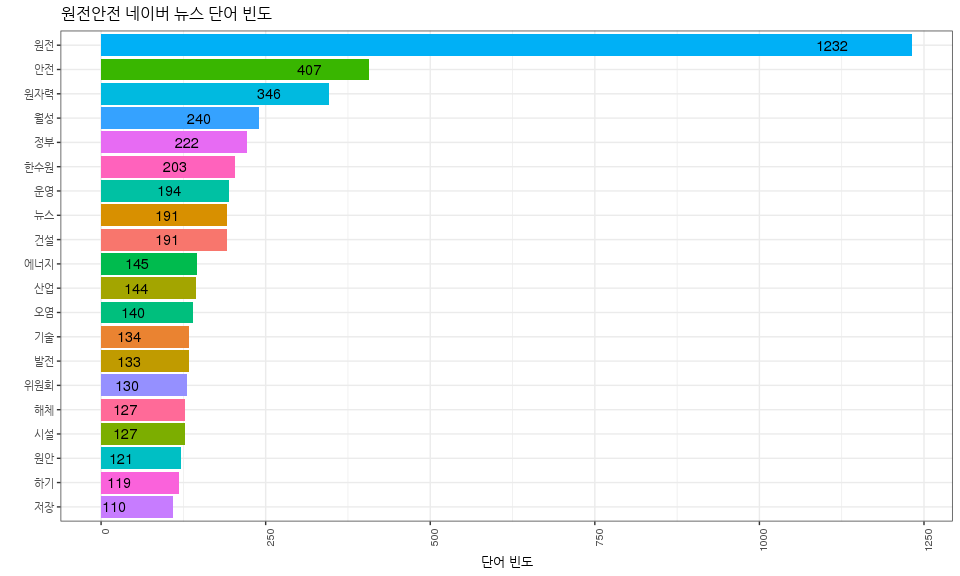 원전안전 네이버 뉴스 단어 빈도
원전 1232
안전 407
원자력 346
월성 240
정부 222
한수원 203
운영 194
뉴스 191
건설 191
에너지 145
산업 144
오염 140
기술 134
발전 133
위원회 130
해체 127
시설 127
원안 121
하기 119
저장 110
0 250 500 750 1000 1250
단어 빈도